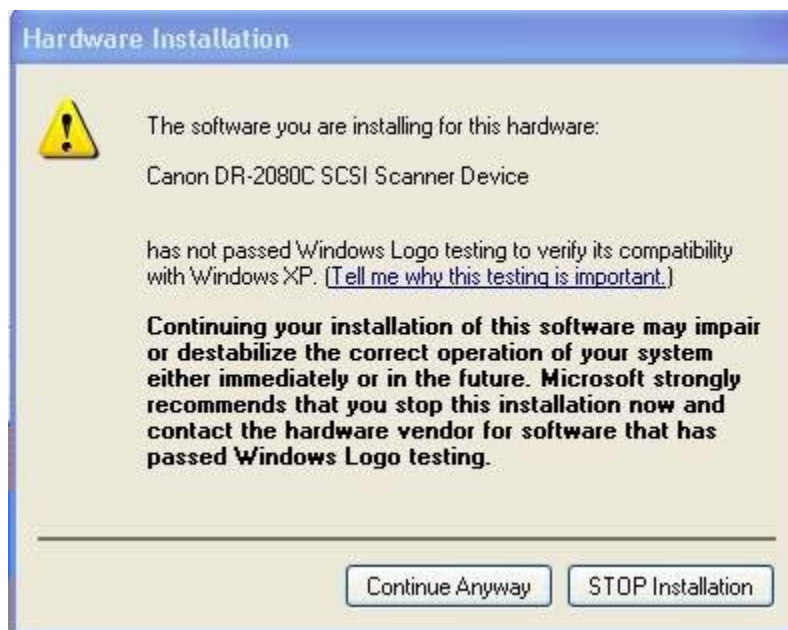 Hardware Installation
The software you are installing for this hardware:
Canon DR-2080C SCSI Scanner Device
has not passed Windows Logo testing to verify its compatibility
with Windows XP. (Tell me why this testing is important.)
Continuing your installation of this software may impair
or destabilize the correct operation of your system
either immediately or in the future. Microsoft strongly
recommends that you stop this installation now and
contact the hardware vendor for software that has
passed Windows Logo testing.
Continue Anyway
STOP Installation